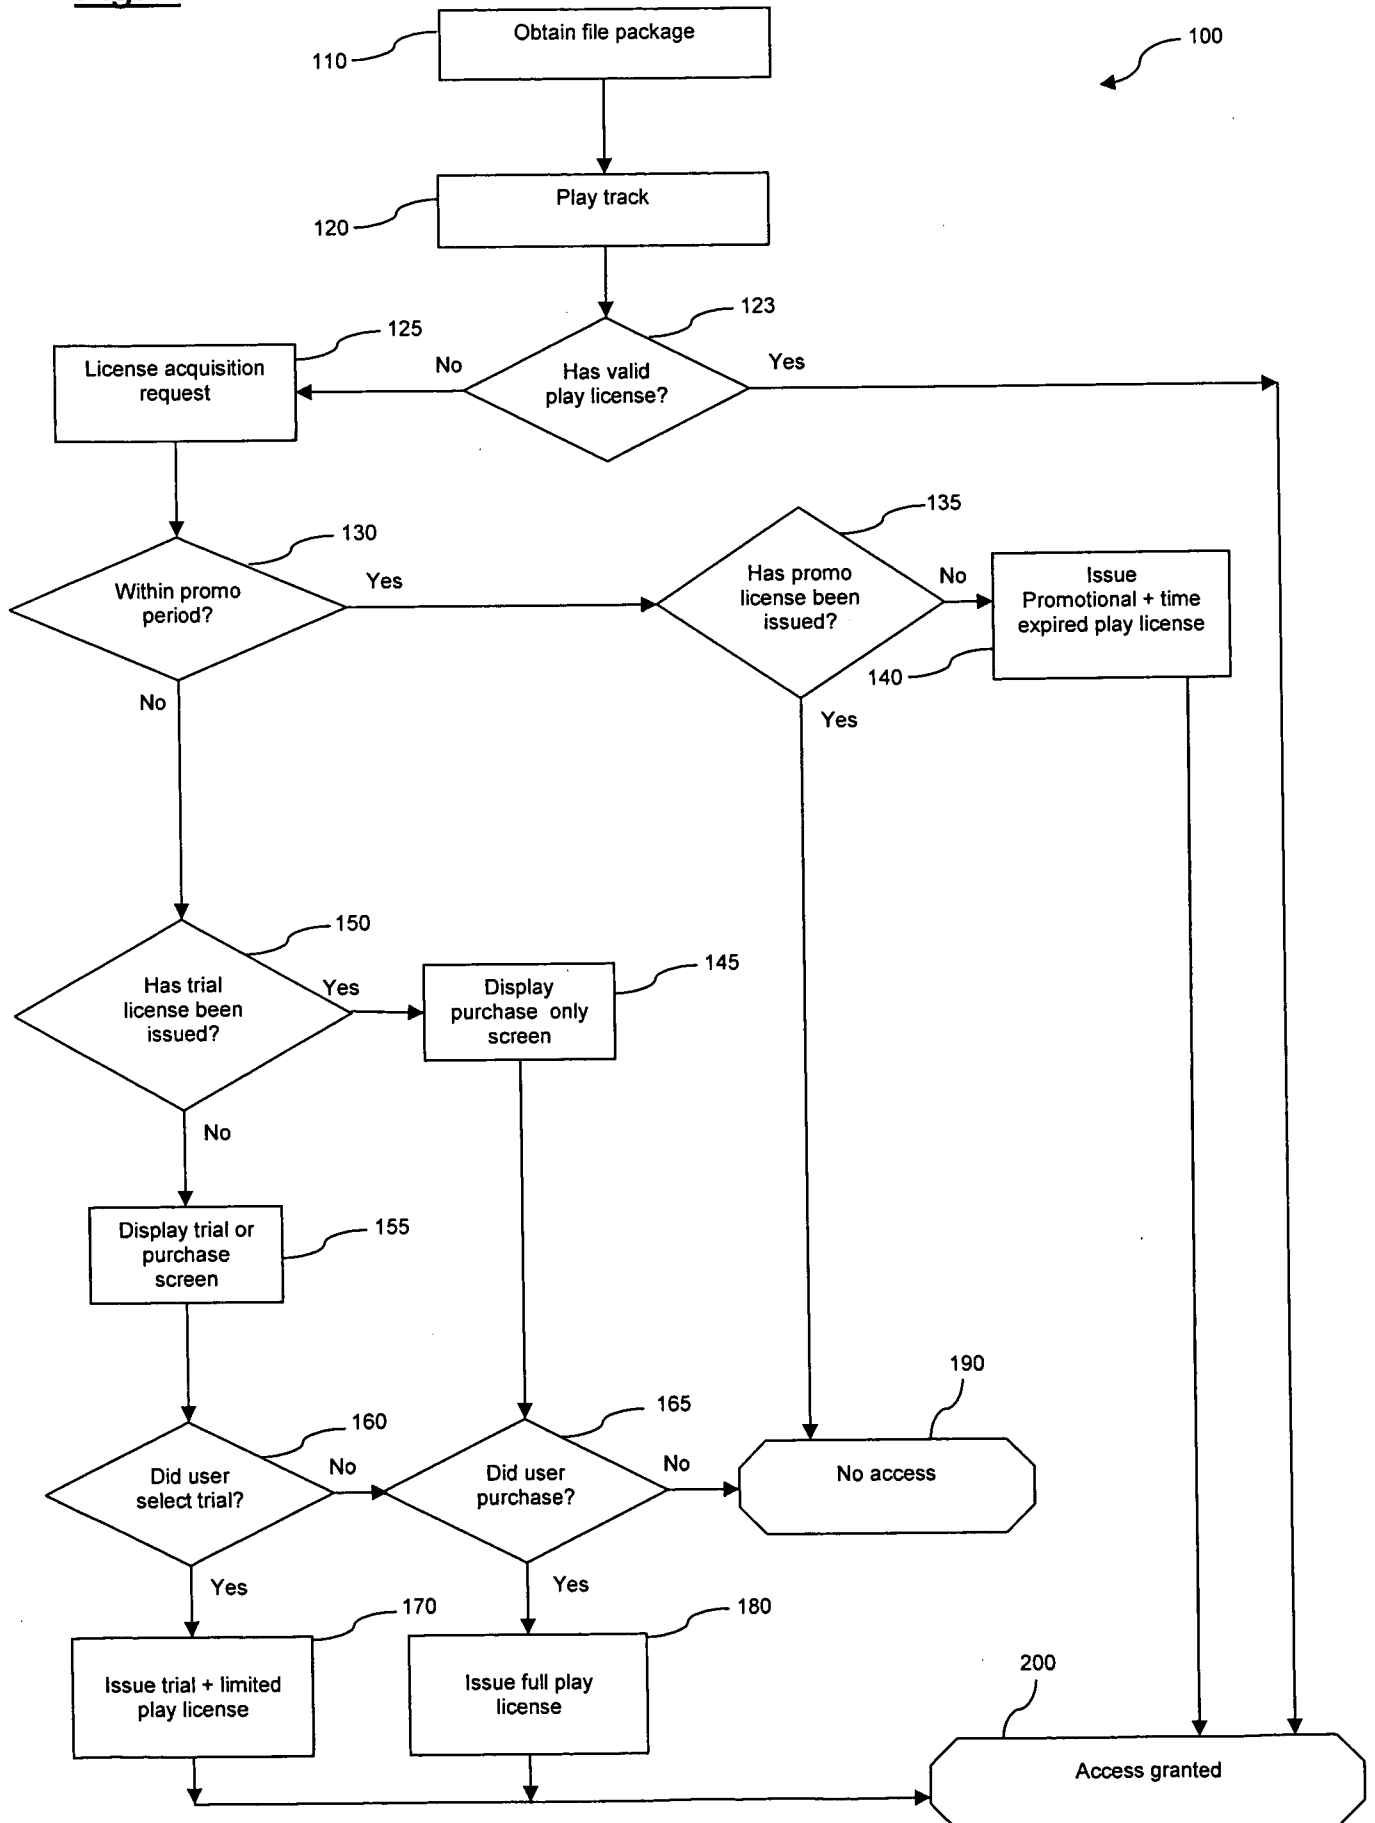 Obtain file package
100
110
Play track
120
123
125
No
Yes
License acquisition
request
Has valid
play license?
135
130
Yes
Within promo
period?
Has promo
license been
issued?
No
Issue
Promotional + time
expired play license
140
No
Yes
150
145
Has trial
license been
issued?
Yes
Display
purchase only
screen
No
Display trial or
purchase
screen
155
190
160
165
Did user
select trial?
No
Did user
purchase?
No
No access
Yes
Yes
170
180
Issue trial + limited
play license
Issue full play
license
200
Access granted